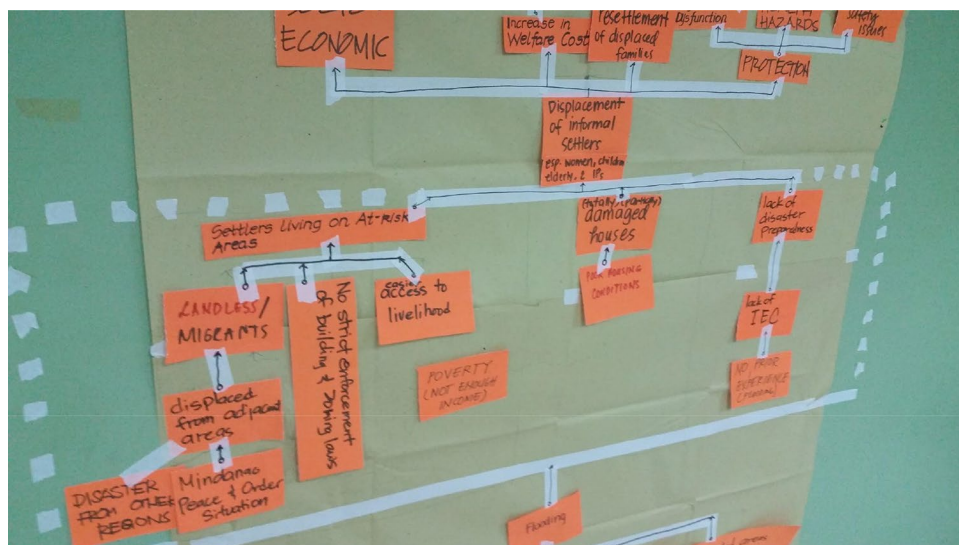 ECONOMIC
Increase in
Welfare Cost
resettlement
of displaced
families
Disfunction
HAZARDS
safety
issues
PROTECTION
Displacement
of informal
settlers
esp. women, children
elderly, & IPs
Settlers Living on At-risk
Areas
(totally/partially)
damaged
houses
lack of
disaster
preparedness
LANDLESS/
MIGRANTS
No strict enforcement
of building & zoning laws
easier
access to
livelihood
POOR HOUSING
CONDITIONS
lack of
IEC
POVERTY
(NOT ENOUGH
INCOME)
NO PRIOR
EXPERIENCE
displaced
from adjacent
areas
DISASTER
FROM OTHER
REGIONS
Mindanao
Peace & Order
Situation
Flooding